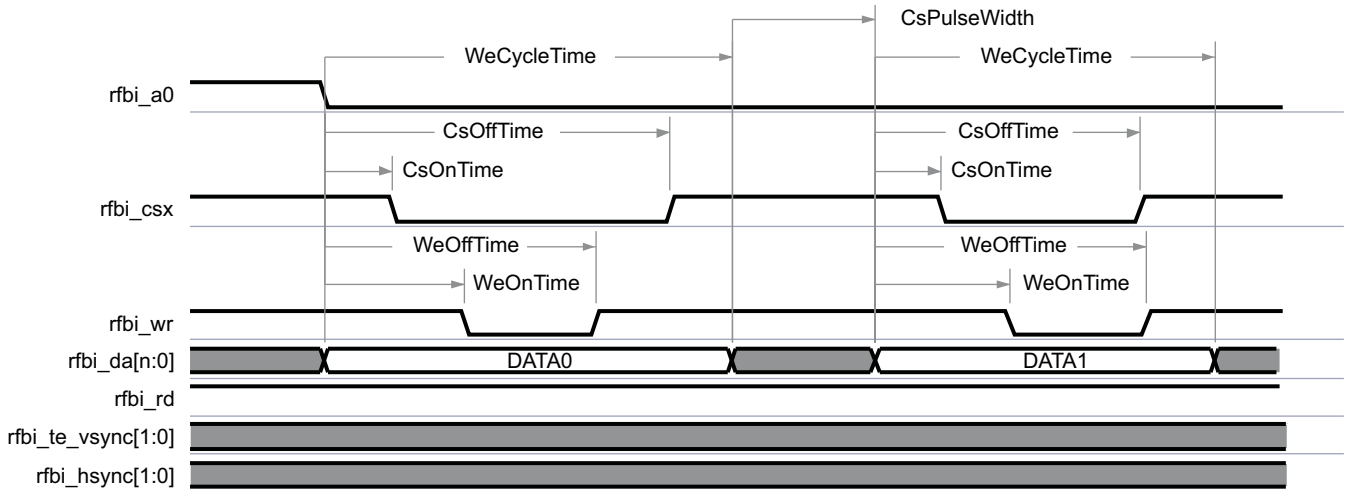 CsPulseWidth
WeCycleTime WeCycleTime
rfbi_a0
CsOffTime CsOffTime
CsOnTime CsOnTime
rfbi_csx
WeOffTime WeOffTime
WeOnTime WeOnTime
rfbi_wr
rfbi_da[n:0] DATA0 DATA1
rfbi_rd
rfbi_te_vsync[1:0]
rfbi_hsync[1:0]